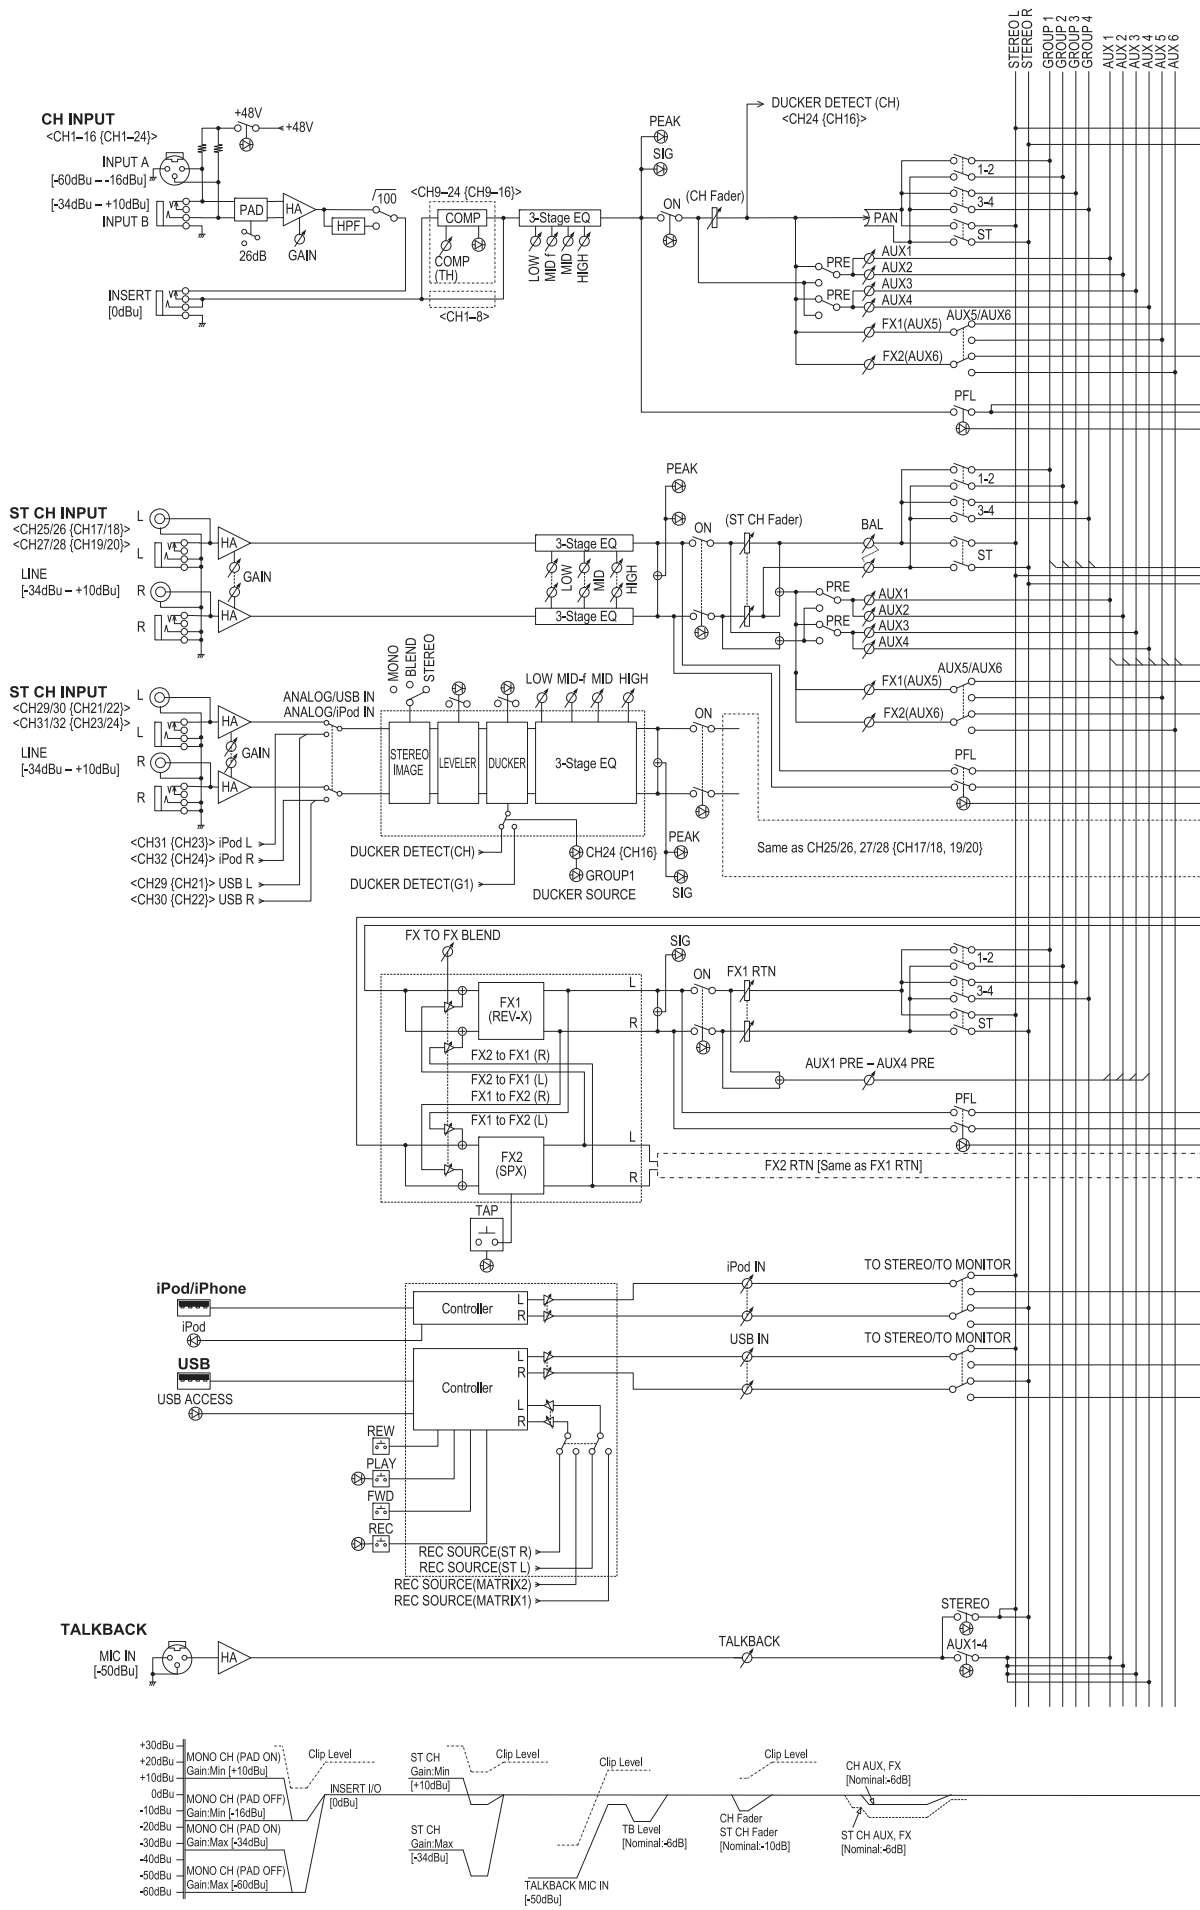 STEREO L
STEREO R
GROUP 1
GROUP 2
GROUP 3
GROUP 4
AUX 1
AUX 2
AUX 3
AUX 4
AUX 5
AUX 6
CH INPUT
<CH1–16 {CH1–24}>
+48V
+48V
INPUT A
[-60dBu – -16dBu]
[-34dBu – +10dBu]
INPUT B
PAD
26dB
HA
GAIN
HPF
/100
INSERT
[0dBu]
<CH9–24 {CH9–16}>
COMP
COMP
(TH)
<CH1–8>
3-Stage EQ
LOW
MID f
MID
HIGH
PEAK
SIG
ON
(CH Fader)
DUCKER DETECT (CH)
<CH24 {CH16}>
PAN
1-2
3-4
ST
PRE
PRE
AUX1
AUX2
AUX3
AUX4
FX1(AUX5)
AUX5/AUX6
FX2(AUX6)
PFL
ST CH INPUT
<CH25/26 {CH17/18}>
<CH27/28 {CH19/20}>
LINE
[-34dBu – +10dBu]
L
L
R
R
HA
HA
GAIN
3-Stage EQ
LOW
MID
HIGH
3-Stage EQ
PEAK
ON
(ST CH Fader)
BAL
1-2
3-4
ST
PRE
PRE
AUX1
AUX2
AUX3
AUX4
FX1(AUX5)
AUX5/AUX6
FX2(AUX6)
PFL
ST CH INPUT
<CH29/30 {CH21/22}>
<CH31/32 {CH23/24}>
LINE
[-34dBu – +10dBu]
L
L
R
R
HA
HA
GAIN
ANALOG/USB IN
ANALOG/iPod IN
MONO
BLEND
STEREO
STEREO
IMAGE
LEVELER
DUCKER
LOW MID-f MID HIGH
3-Stage EQ
ON
PEAK
SIG
<CH31 {CH23}> iPod L
<CH32 {CH24}> iPod R
<CH29 {CH21}> USB L
<CH30 {CH22}> USB R
DUCKER DETECT(CH)
DUCKER DETECT(G1)
CH24 {CH16}
GROUP1
DUCKER SOURCE
Same as CH25/26, 27/28 {CH17/18, 19/20}
FX TO FX BLEND
FX1
(REV-X)
FX2 to FX1 (R)
FX2 to FX1 (L)
FX1 to FX2 (R)
FX1 to FX2 (L)
FX2
(SPX)
TAP
L
R
L
R
SIG
ON
FX1 RTN
1-2
3-4
ST
AUX1 PRE – AUX4 PRE
PFL
FX2 RTN [Same as FX1 RTN]
iPod/iPhone
iPod
Controller
L
R
iPod IN
TO STEREO/TO MONITOR
USB
USB ACCESS
Controller
L
R
L
R
USB IN
TO STEREO/TO MONITOR
REW
PLAY
FWD
REC
REC SOURCE(ST R)
REC SOURCE(ST L)
REC SOURCE(MATRIX2)
REC SOURCE(MATRIX1)
TALKBACK
MIC IN
[-50dBu]
HA
TALKBACK
STEREO
AUX1-4
+30dBu
+20dBu
+10dBu
0dBu
-10dBu
-20dBu
-30dBu
-40dBu
-50dBu
-60dBu
MONO CH (PAD ON)
Gain:Min [+10dBu]
MONO CH (PAD OFF)
Gain:Min [-16dBu]
MONO CH (PAD ON)
Gain:Max [-34dBu]
MONO CH (PAD OFF)
Gain:Max [-60dBu]
Clip Level
INSERT I/O
[0dBu]
ST CH
Gain:Min
[+10dBu]
ST CH
Gain:Max
[-34dBu]
Clip Level
Clip Level
TALKBACK MIC IN
[-50dBu]
TB Level
[Nominal:-6dB]
Clip Level
CH Fader
ST CH Fader
[Nominal:-10dB]
CH AUX, FX
[Nominal:-6dB]
ST CH AUX, FX
[Nominal:-6dB]